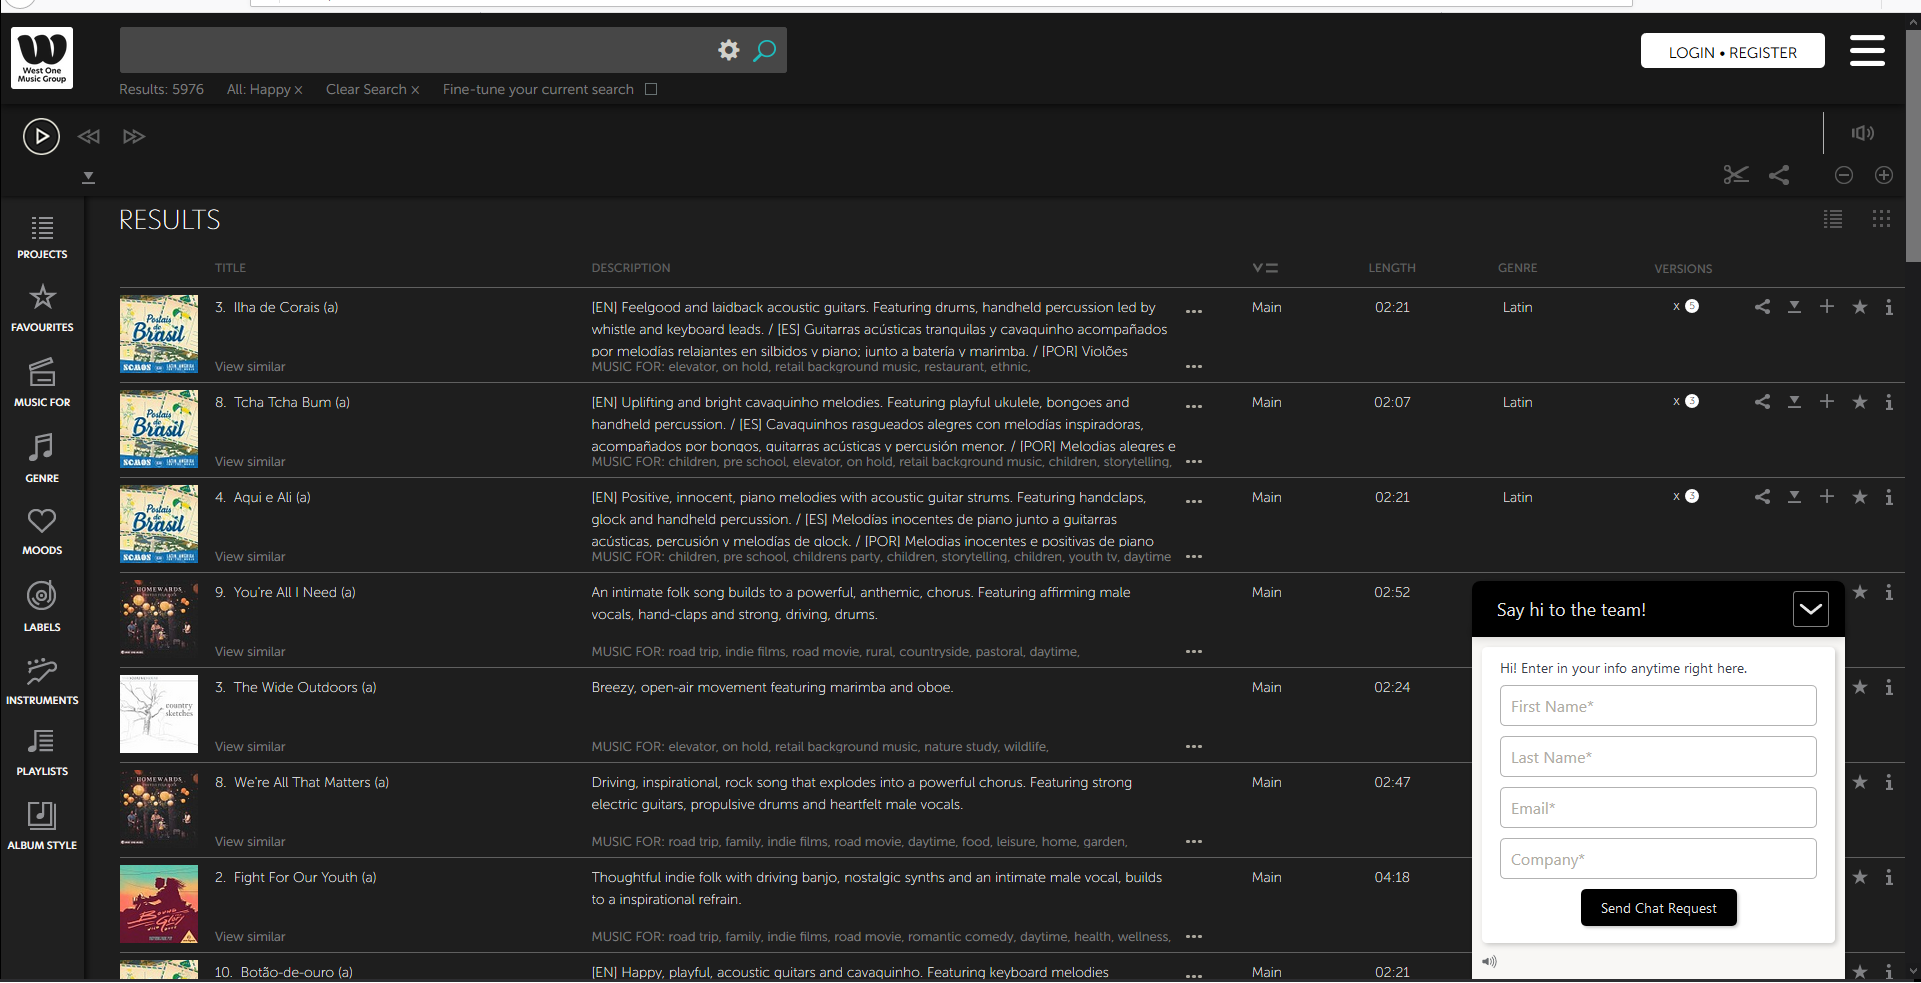 West One
Music Group
LOGIN • REGISTER
Results: 5976 All: Happy x Clear Search x Fine-tune your current search
RESULTS
PROJECTS
FAVOURITES
MUSIC FOR
GENRE
MOODS
LABELS
INSTRUMENTS
PLAYLISTS
ALBUM STYLE
TITLE DESCRIPTION LENGTH GENRE VERSIONS
Postais do Brasil
NOMOS
3. Ilha de Corais (a)
[EN] Feelgood and laidback acoustic guitars. Featuring drums, handheld percussion led by
whistle and keyboard leads. / [ES] Guitarras acústicas tranquilas y cavaquinho acompañados
por melodías relajantes en silbidos y piano; junto a batería y marimba. / [POR] Violões
Main 02:21 Latin x 5
View similar
MUSIC FOR: elevator, on hold, retail background music, restaurant, ethnic,
Postais do Brasil
NOMOS
8. Tcha Tcha Bum (a)
[EN] Uplifting and bright cavaquinho melodies. Featuring playful ukulele, bongoes and
handheld percussion. / [ES] Cavaquinhos rasgueados alegres con melodías inspiradoras,
acompañados por bongos, guitarras acústicas y percusión menor. / [POR] Melodias alegres e
Main 02:07 Latin x 3
View similar
MUSIC FOR: children, pre school, elevator, on hold, retail background music, children, storytelling,
Postais do Brasil
NOMOS
4. Aqui e Ali (a)
[EN] Positive, innocent, piano melodies with acoustic guitar strums. Featuring handclaps,
glock and handheld percussion. / [ES] Melodías inocentes de piano junto a guitarras
acústicas, percusión y melodías de glock. / [POR] Melodias inocentes e positivas de piano
Main 02:21 Latin x 3
View similar
MUSIC FOR: children, pre school, childrens party, children, storytelling, children, youth tv, daytime
HOMEWARDS
9. You're All I Need (a)
An intimate folk song builds to a powerful, anthemic, chorus. Featuring affirming male
vocals, hand-claps and strong, driving, drums.
Main 02:52
View similar
MUSIC FOR: road trip, indie films, road movie, rural, countryside, pastoral, daytime,
country
sketches
3. The Wide Outdoors (a)
Breezy, open-air movement featuring marimba and oboe.
Main 02:24
View similar
MUSIC FOR: elevator, on hold, retail background music, nature study, wildlife,
HOMEWARDS
8. We're All That Matters (a)
Driving, inspirational, rock song that explodes into a powerful chorus. Featuring strong
electric guitars, propulsive drums and heartfelt male vocals.
Main 02:47
View similar
MUSIC FOR: road trip, family, indie films, road movie, daytime, food, leisure, home, garden,
Bound Glory
2. Fight For Our Youth (a)
Thoughtful indie folk with driving banjo, nostalgic synths and an intimate male vocal, builds
to a inspirational refrain.
Main 04:18
View similar
MUSIC FOR: road trip, family, indie films, road movie, romantic comedy, daytime, health, wellness,
10. Botão-de-ouro (a)
[EN] Happy, playful, acoustic guitars and cavaquinho. Featuring keyboard melodies
Main 02:21
Say hi to the team!
Hi! Enter in your info anytime right here.
First Name*
Last Name*
Email*
Company*
Send Chat Request